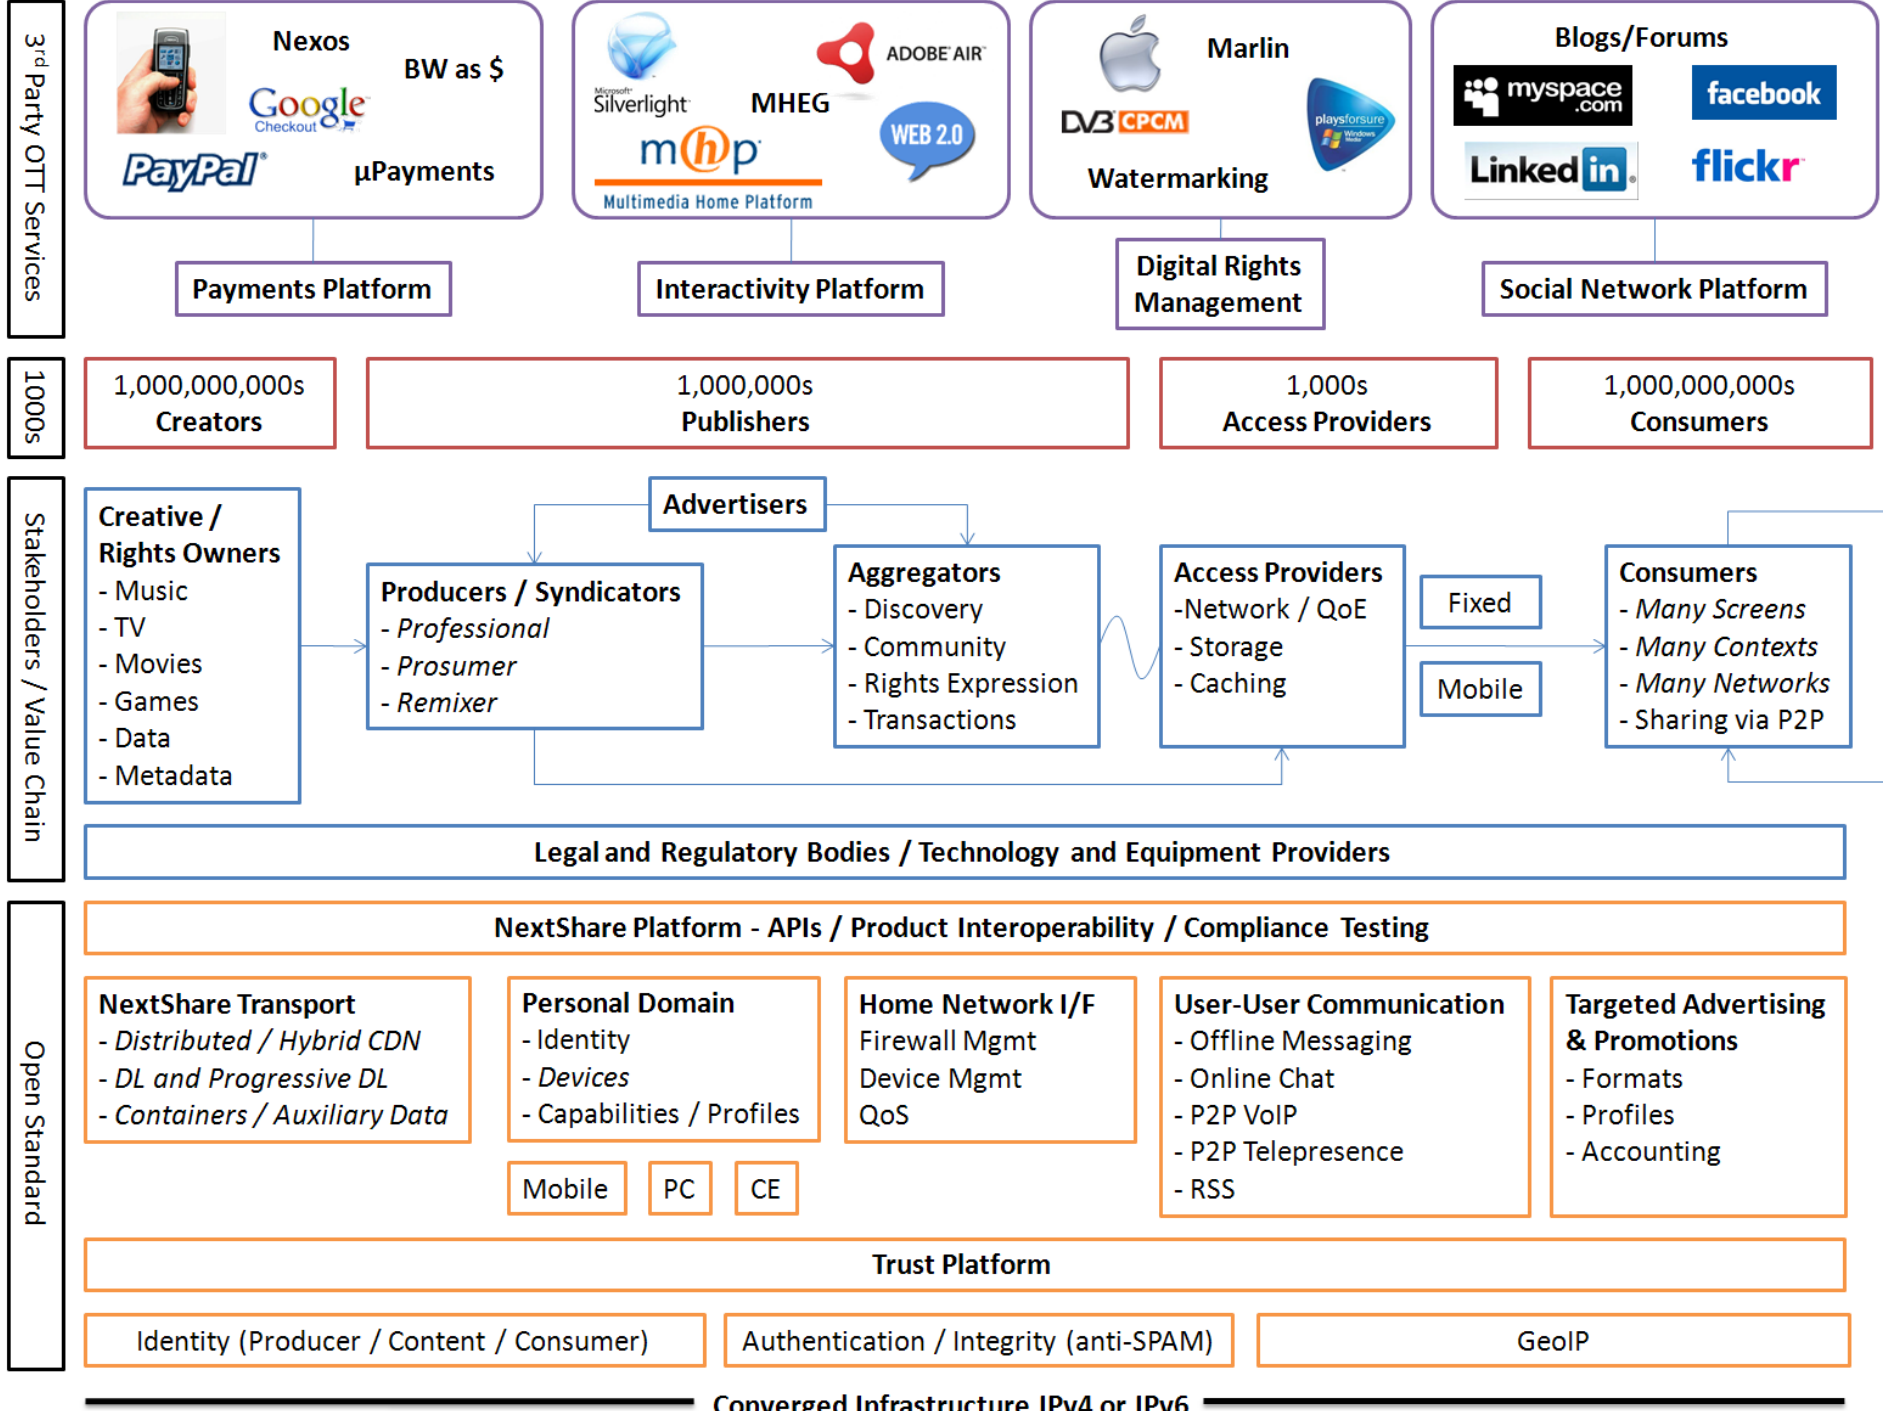 3rd Party OTT Services
Nexos
BW as $
Google™
Checkout
PayPal®
µPayments
Payments Platform
Microsoft®
Silverlight™
ADOBE® AIR™
MHEG
mhp
Multimedia Home Platform
WEB 2.0
Interactivity Platform
Marlin
DVB CPCM
playsforsure
Windows
Media
Watermarking
Digital Rights
Management
Blogs/Forums
myspace
.com
facebook
Linked in®
flickr™
Social Network Platform
1000s
1,000,000,000s
Creators
1,000,000s
Publishers
1,000s
Access Providers
1,000,000,000s
Consumers
Stakeholders / Value Chain
Creative /
Rights Owners
- Music
- TV
- Movies
- Games
- Data
- Metadata
Advertisers
Producers / Syndicators
- Professional
- Prosumer
- Remixer
Aggregators
- Discovery
- Community
- Rights Expression
- Transactions
Access Providers
-Network / QoE
- Storage
- Caching
Fixed
Mobile
Consumers
- Many Screens
- Many Contexts
- Many Networks
- Sharing via P2P
Legal and Regulatory Bodies / Technology and Equipment Providers
Open Standard
NextShare Platform - APIs / Product Interoperability / Compliance Testing
NextShare Transport
- Distributed / Hybrid CDN
- DL and Progressive DL
- Containers / Auxiliary Data
Personal Domain
- Identity
- Devices
- Capabilities / Profiles
Mobile
PC
CE
Home Network I/F
Firewall Mgmt
Device Mgmt
QoS
User-User Communication
- Offline Messaging
- Online Chat
- P2P VoIP
- P2P Telepresence
- RSS
Targeted Advertising
& Promotions
- Formats
- Profiles
- Accounting
Trust Platform
Identity (Producer / Content / Consumer)
Authentication / Integrity (anti-SPAM)
GeoIP
Converged Infrastructure IPv4 or IPv6